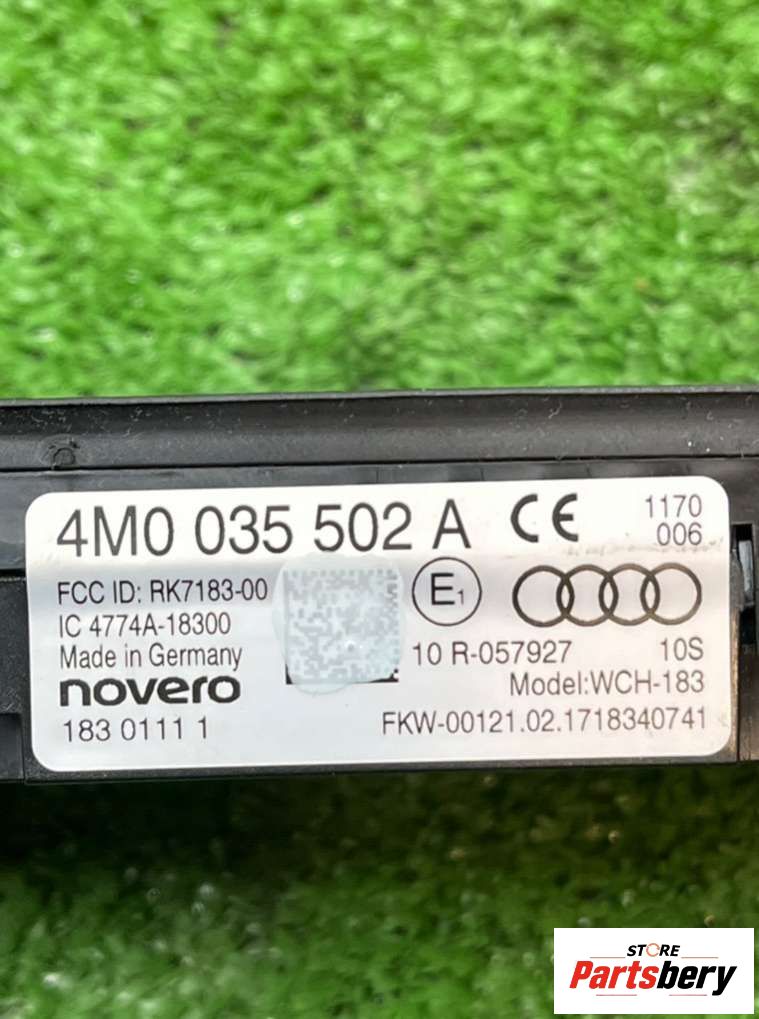 4M0 035 502 A CE 1170
006
FCC ID: RK7183-00 E1
IC 4774A-18300
Made in Germany 10 R-057927 10S
novero Model:WCH-183
183 0111 1 FKW-00121.02.1718340741
STORE
Partsbery